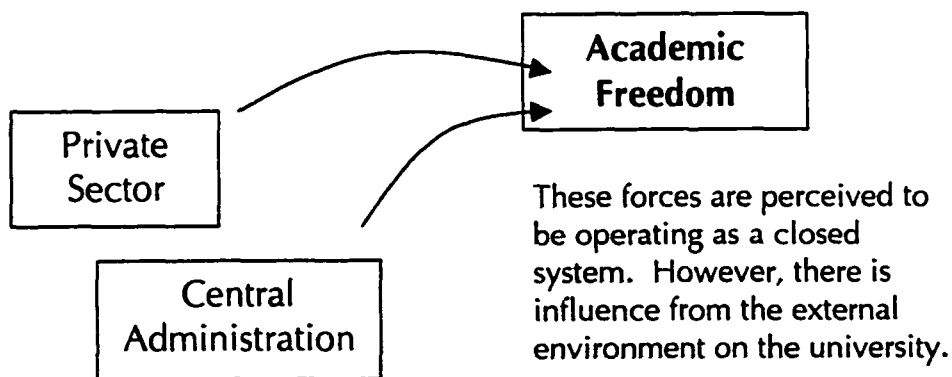 Academic
Freedom
Private
Sector
Central
Administration
These forces are perceived to
be operating as a closed
system. However, there is
influence from the external
environment on the university.